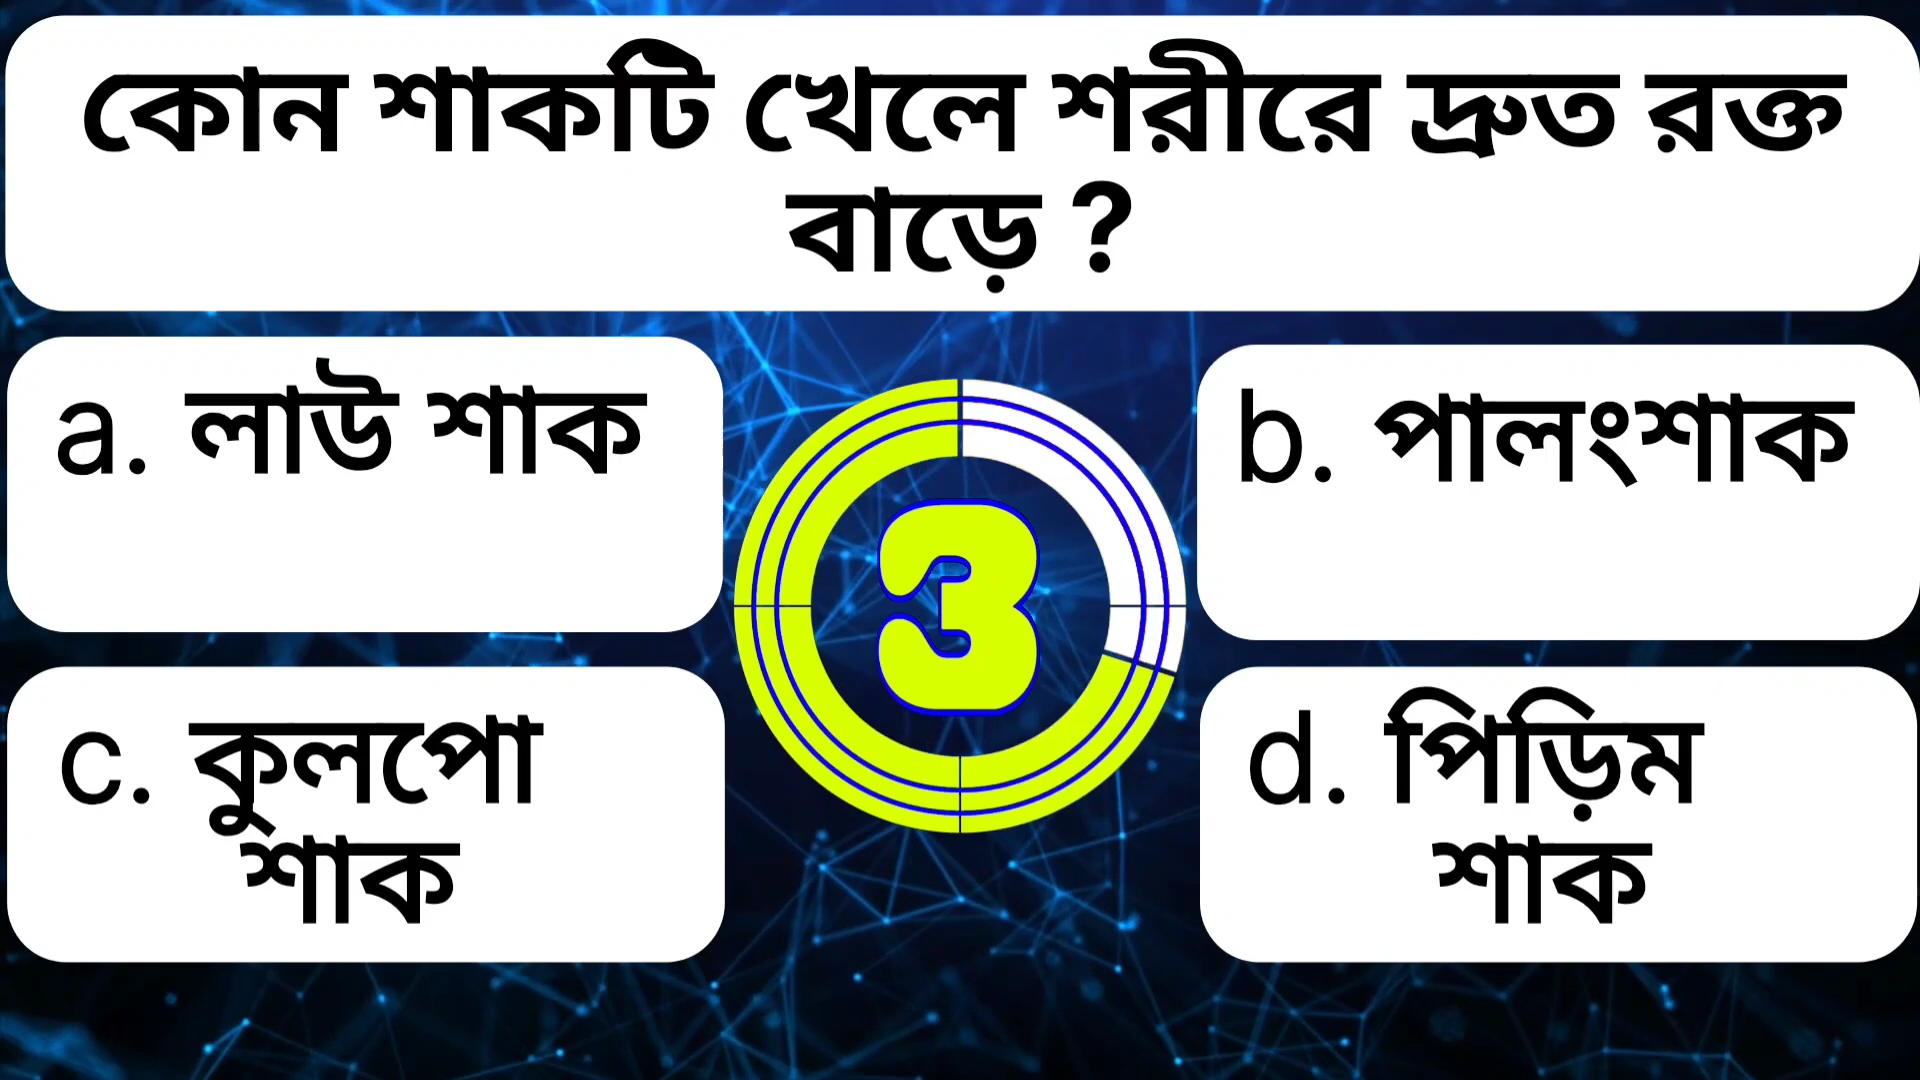 কোন শাকটি খেলে শরীরে দ্রুত রক্ত
বাড়ে ?
a. লাউ শাক
b. পালংশাক
3
c. কুলপো
শাক
d. পিড়িম
শাক